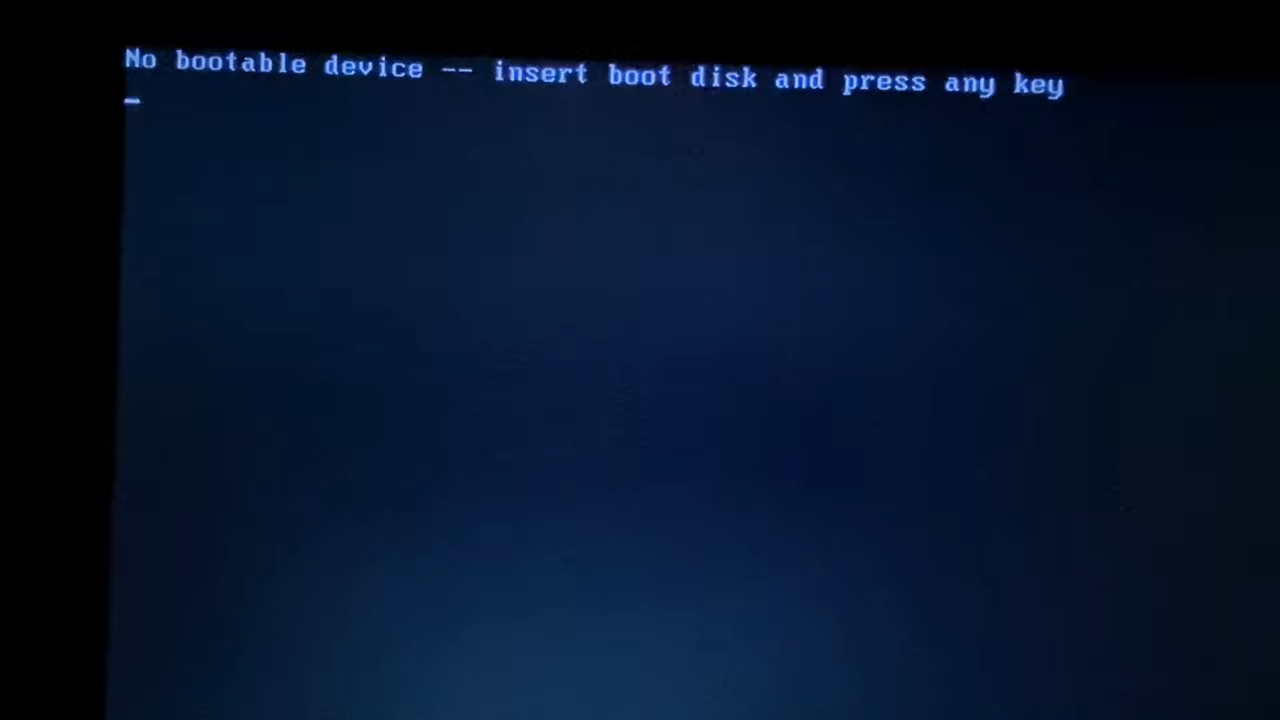 No bootable device -- insert boot disk and press any key